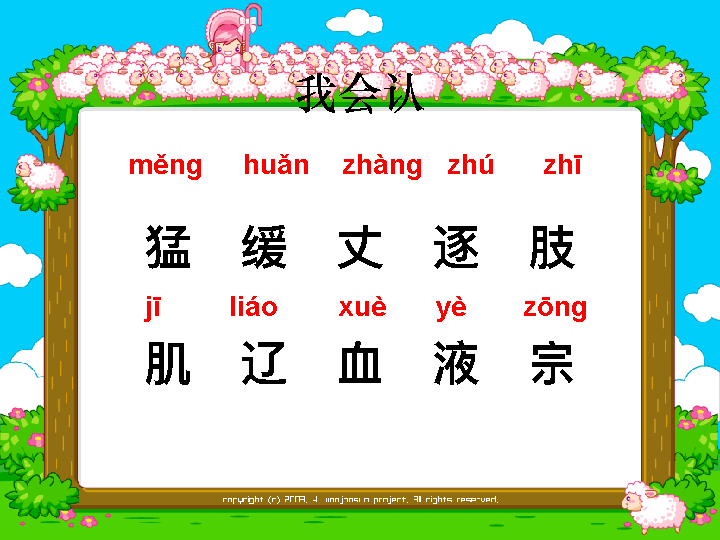 我会认
měng huǎn zhàng zhú zhī
猛 缓 丈 逐 肢
jī liáo xuè yè zōng
肌 辽 血 液 宗
copyright (c) 2003. project. All rights reserved.